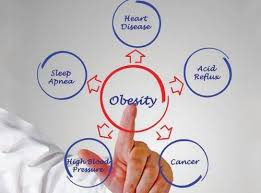 Heart
Disease
Sleep
Apnea
Acid
Reflux
Obesity
High Blood
Pressure
Cancer